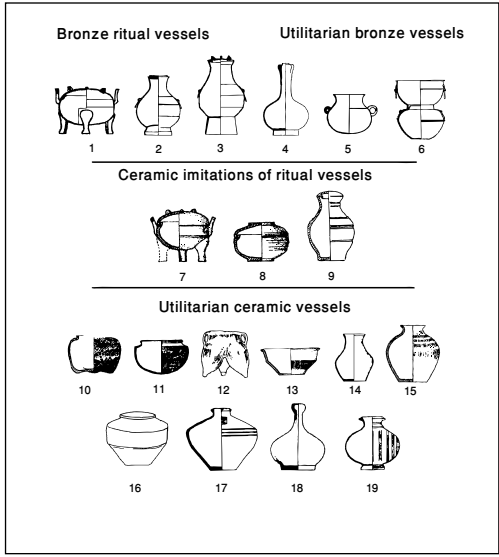 Bronze ritual vessels Utilitarian bronze vessels
1 2 3 4 5 6
Ceramic imitations of ritual vessels
7 8 9
Utilitarian ceramic vessels
10 11 12 13 14 15
16 17 18 19